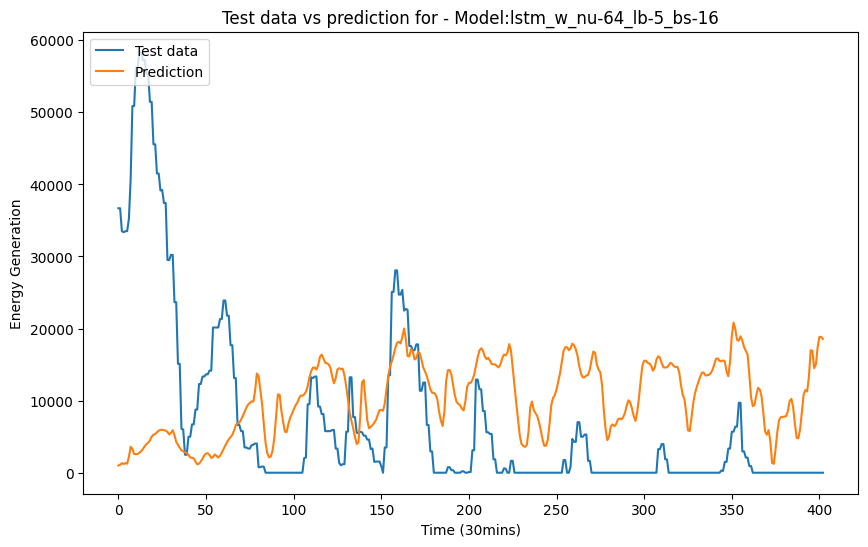 Test data vs prediction for - Model:lstm_w_nu-64_lb-5_bs-16
Test data
Prediction
60000
50000
40000
30000
20000
10000
0
Energy Generation
0 50 100 150 200 250 300 350 400
Time (30mins)